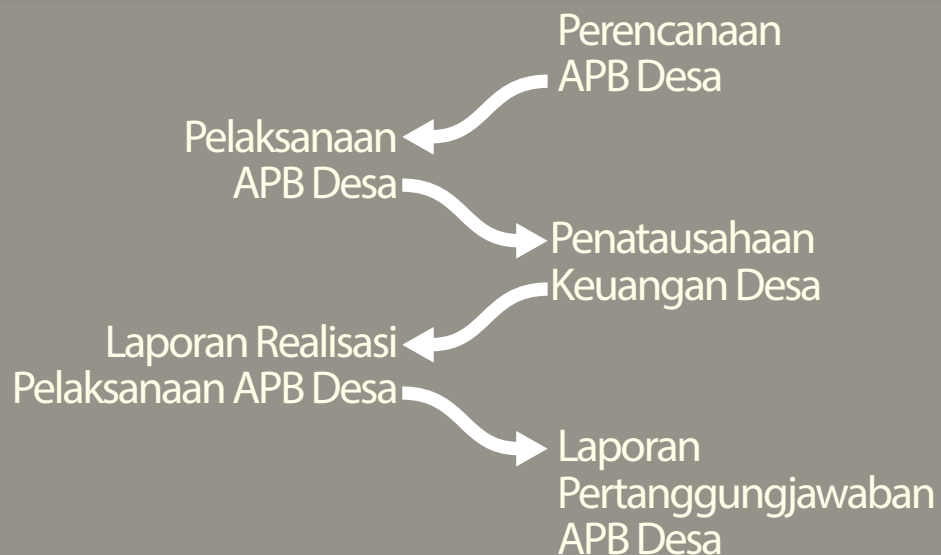 Perencanaan
APB Desa
Pelaksanaan
APB Desa
Penatausahaan
Keuangan Desa
Laporan Realisasi
Pelaksanaan APB Desa
Laporan
Pertanggungjawaban
APB Desa